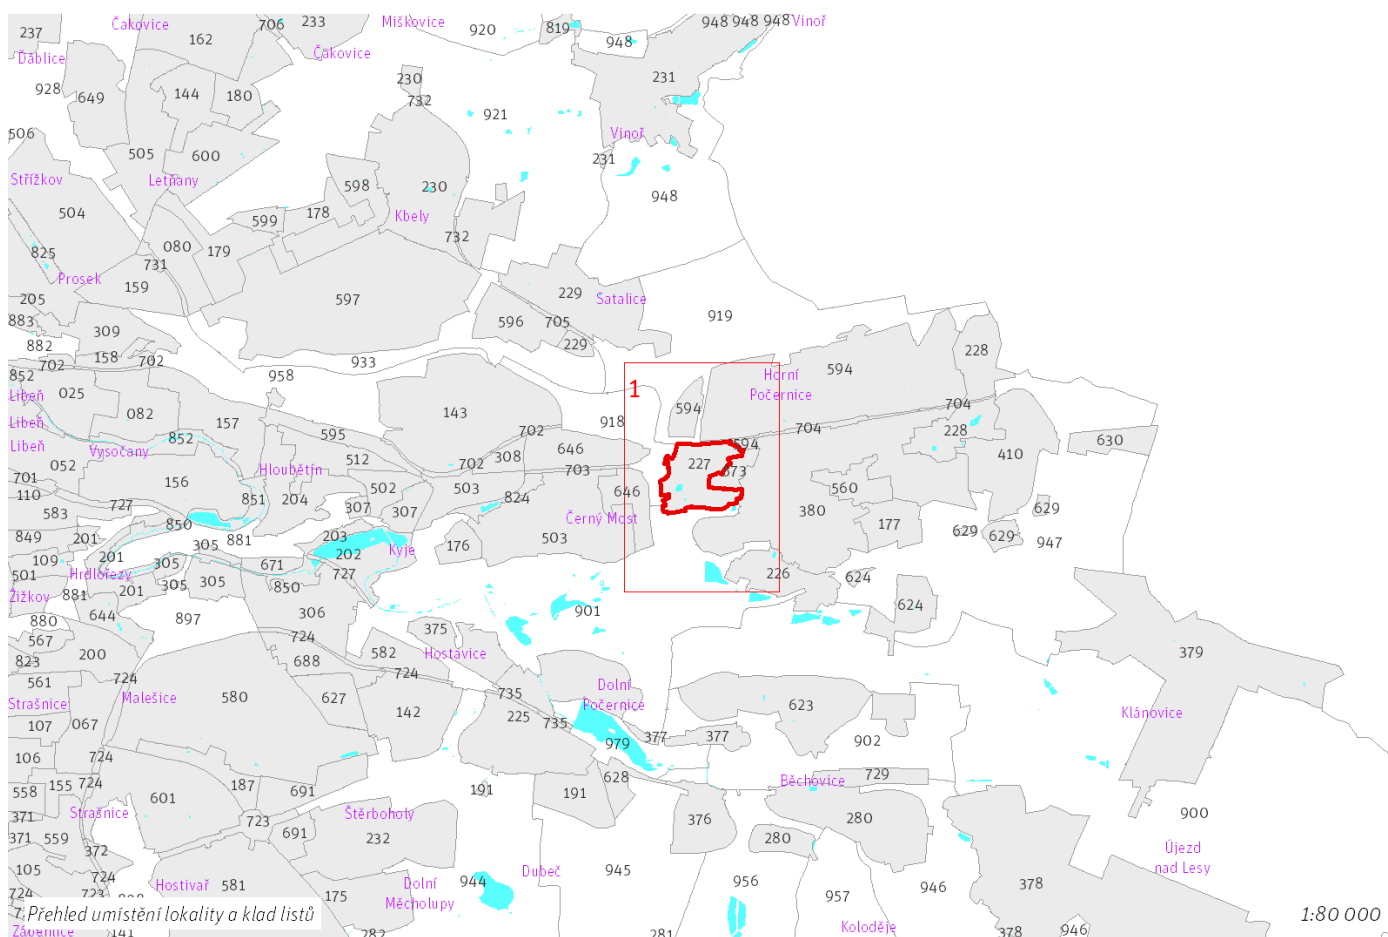 Čakovice 706 233 Miškovice 920 819 948 948 948 Vinoř
237 162 Čakovice 948
Ďáblice
928 649 144 180 230 732 231
921
506 505 600 Vinoř
231
Střížkov Letňany 598 230 948
504 599 178 Kbely
825 080 179 732
731
Prosek 159 597 229 Satalice
205
883 309 596 705 919
882 158 702 229
702 933 228
852 958 Horní 594
Libeň 025 1 Počernice
082 157 143 594 704
Libeň 595 702 918 704 228
Libeň Vysočany 852 646 594 630
052 512 308 227 673 410
701 Hloubětín 702 703
110 156 851 204 502 503 824 646 560
727 307 307 380
583 850 Černý Most 177 629
849 201 881 203 503 629 629 947
305 202 Kyje 176
109 201 305 671 727 226 624
501 Hrdlořezy 305 305 850
Žižkov 881 201 624
880 644 897 306 901
567 724 375
823 200 688 582 Hostavice 379
561 724 724
Strašnice Malešice 580 627 735 Dolní
107 067 142 225 735 Počernice 623 Klánovice
377 377
106 724 979 902
155 724 187 628 Běchovice 729
558 601 691 191 191
371 Strašnice 723 Štěrboholy 376 280 900
371 559 691 232 280
372 Újezd
105 724 Dubeč 945 nad Lesy
724 723 Hostivař 581 175 Dolní 944 956 957 946 378
Měcholupy
Přehled umístění lokality a klad listů 1:80 000
Záběhlice 141 282 281 Koloděje 378 946